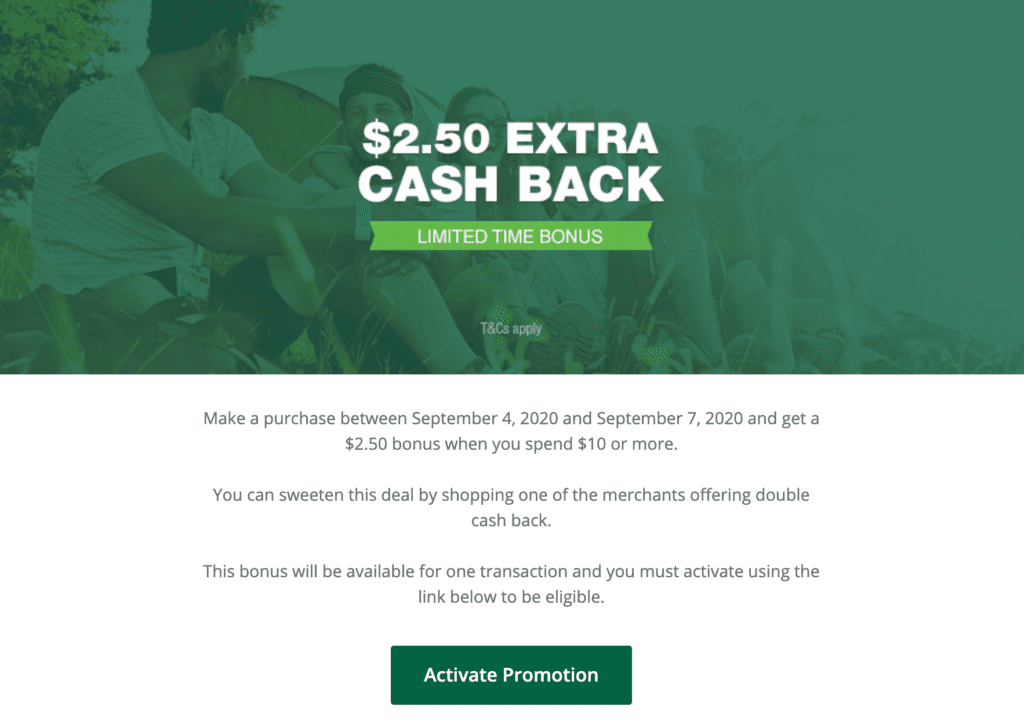 $2.50 EXTRA
CASH BACK
LIMITED TIME BONUS
T&Cs apply
Make a purchase between September 4, 2020 and September 7, 2020 and get a
$2.50 bonus when you spend $10 or more.
You can sweeten this deal by shopping one of the merchants offering double
cash back.
This bonus will be available for one transaction and you must activate using the
link below to be eligible.
Activate Promotion